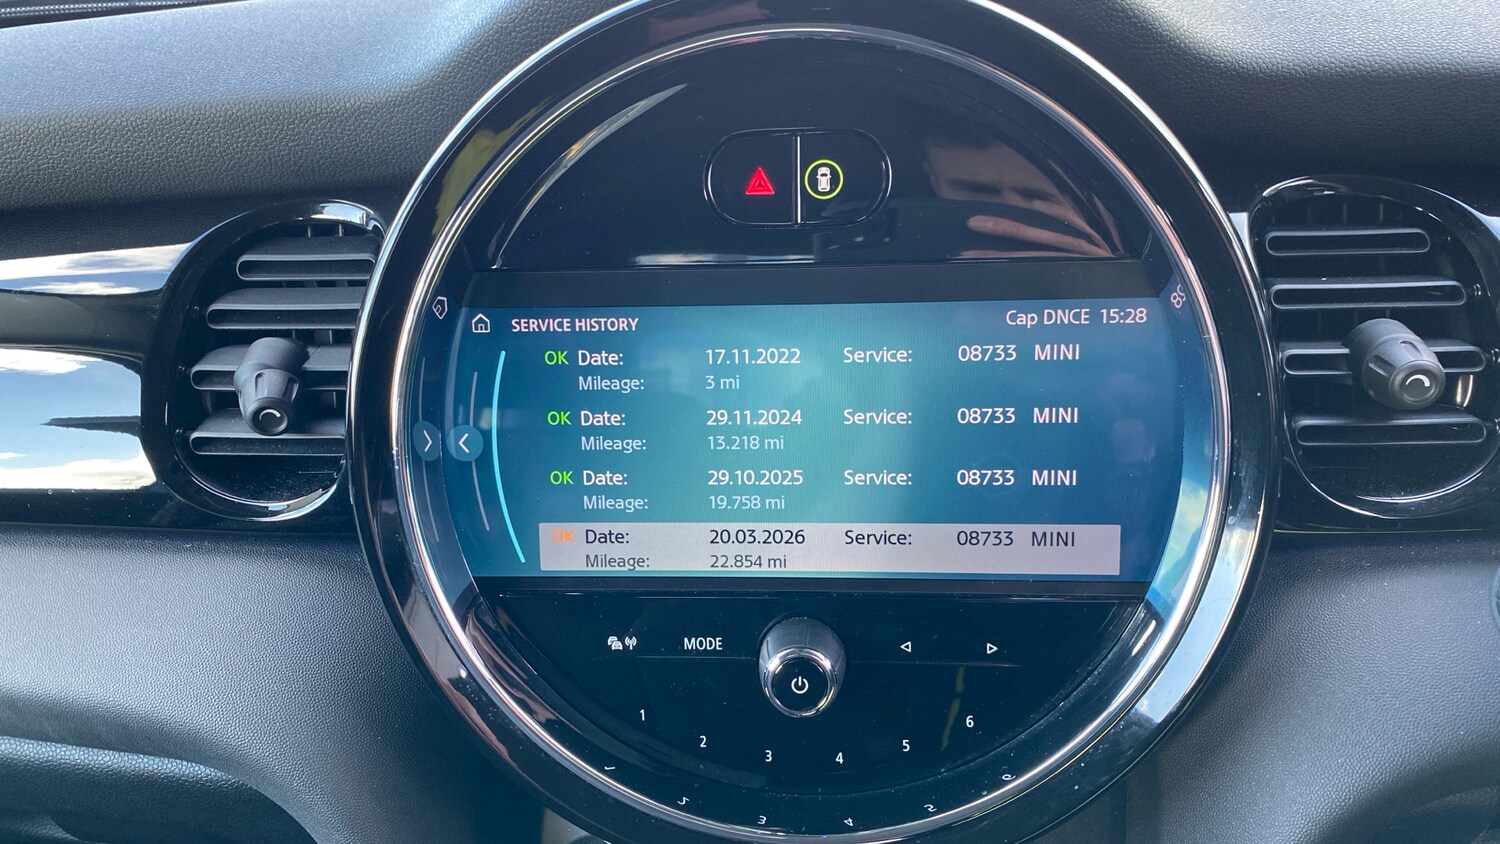 SERVICE HISTORY Cap DNCE 15:28
OK Date: 17.11.2022 Service: 08733 MINI
Mileage: 3 mi
OK Date: 29.11.2024 Service: 08733 MINI
Mileage: 13.218 mi
OK Date: 29.10.2025 Service: 08733 MINI
Mileage: 19.758 mi
OK Date: 20.03.2026 Service: 08733 MINI
Mileage: 22.854 mi
MODE
1 2 3 4 5 6